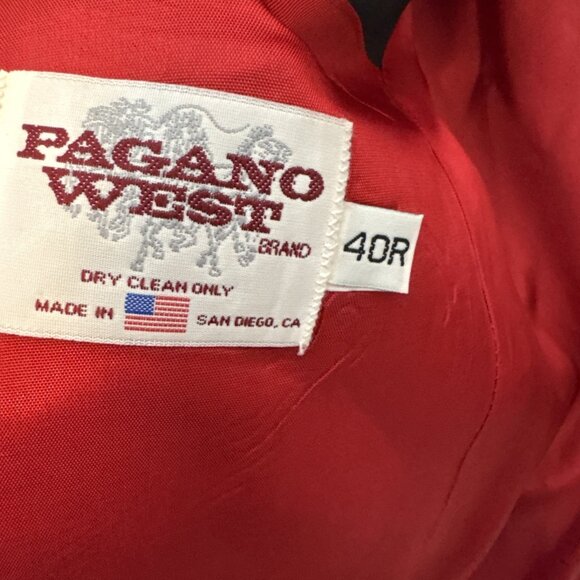 PAGANO
WEST
BRAND
40R
DRY CLEAN ONLY
MADE IN SAN DIEGO, CA